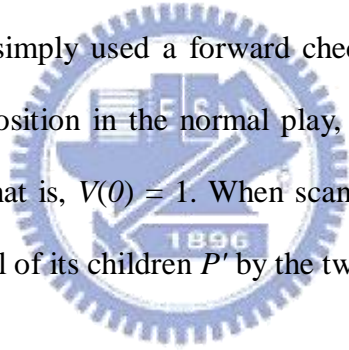 simply used a forward chec
osition in the normal play,
hat is, V(0) = 1. When scan
l of its children P' by the tw
E S
1896